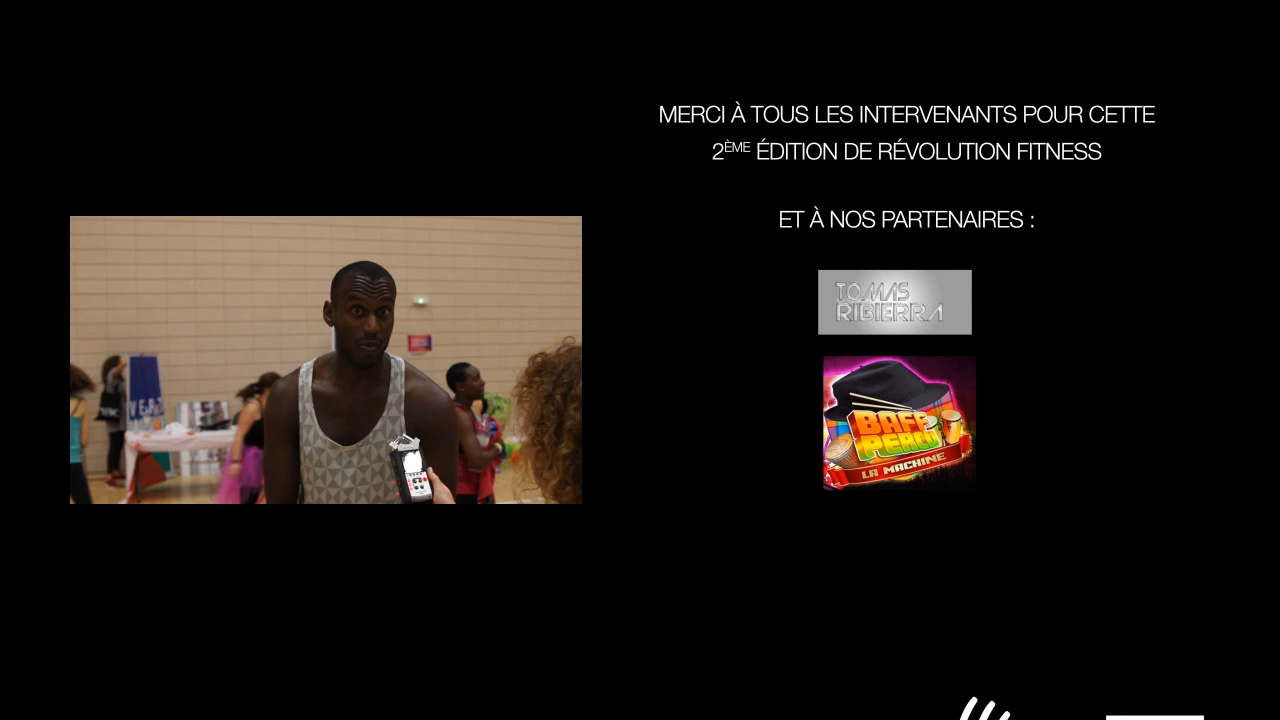 MERCI À TOUS LES INTERVENANTS POUR CETTE
2ÈME ÉDITION DE RÉVOLUTION FITNESS
ET À NOS PARTENAIRES :
TOMAS
RIBIERRA
BAFF
PERCU
LA MACHINE
VERT